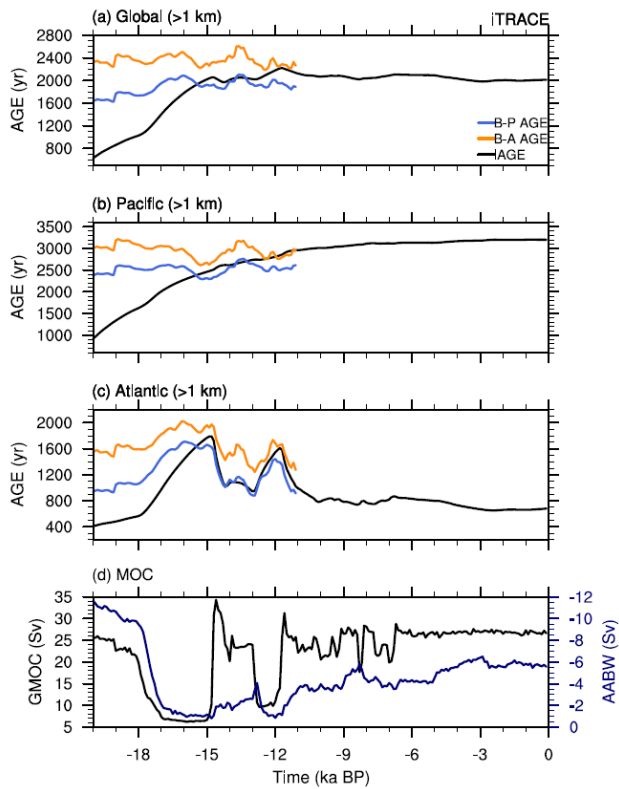 (a) Global (>1 km)
iTRACE
2800
2400
2000
1600
1200
800
AGE (yr)
B-P AGE
B-A AGE
IAGE
(b) Pacific (>1 km)
3500
3000
2500
2000
1500
1000
AGE (yr)
(c) Atlantic (>1 km)
2000
1600
1200
800
400
AGE (yr)
(d) MOC
35
30
25
20
15
10
5
GMOC (Sv)
-12
-10
-8
-6
-4
-2
0
AABW (Sv)
-18 -15 -12 -9 -6 -3 0
Time (ka BP)